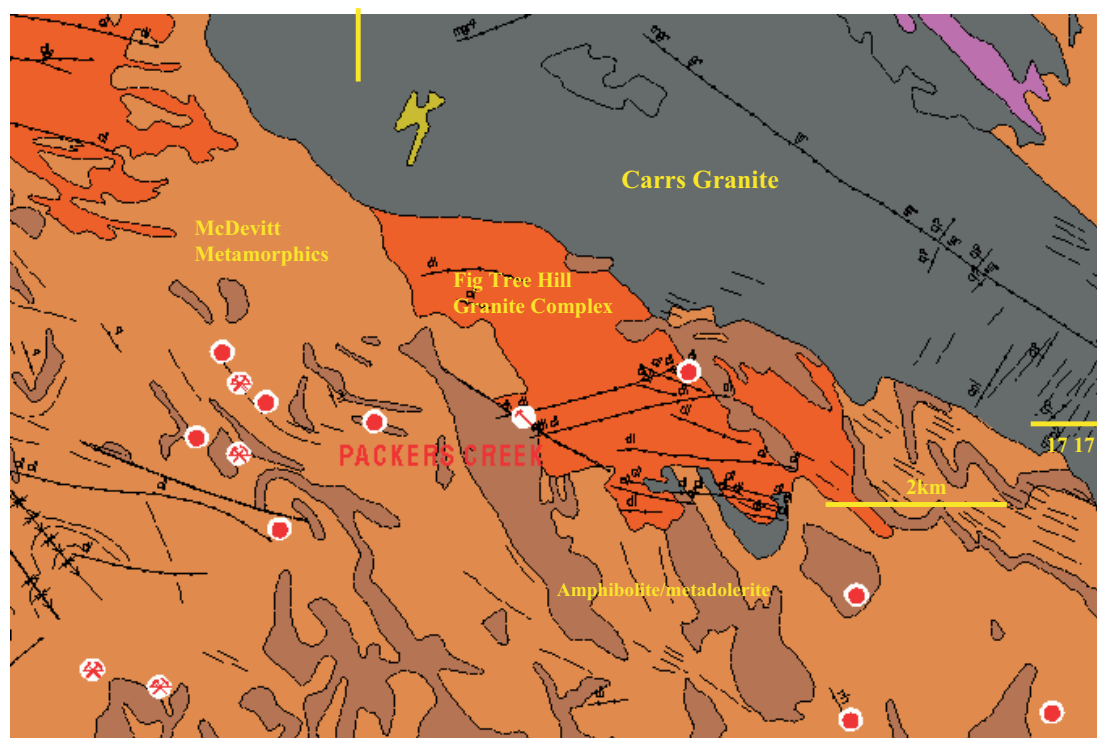 Carrs Granite
McDevitt
Metamorphics
Fig Tree Hill
Granite Complex
PACKERS CREEK
17 17
2km
Amphibolite/metadolerite